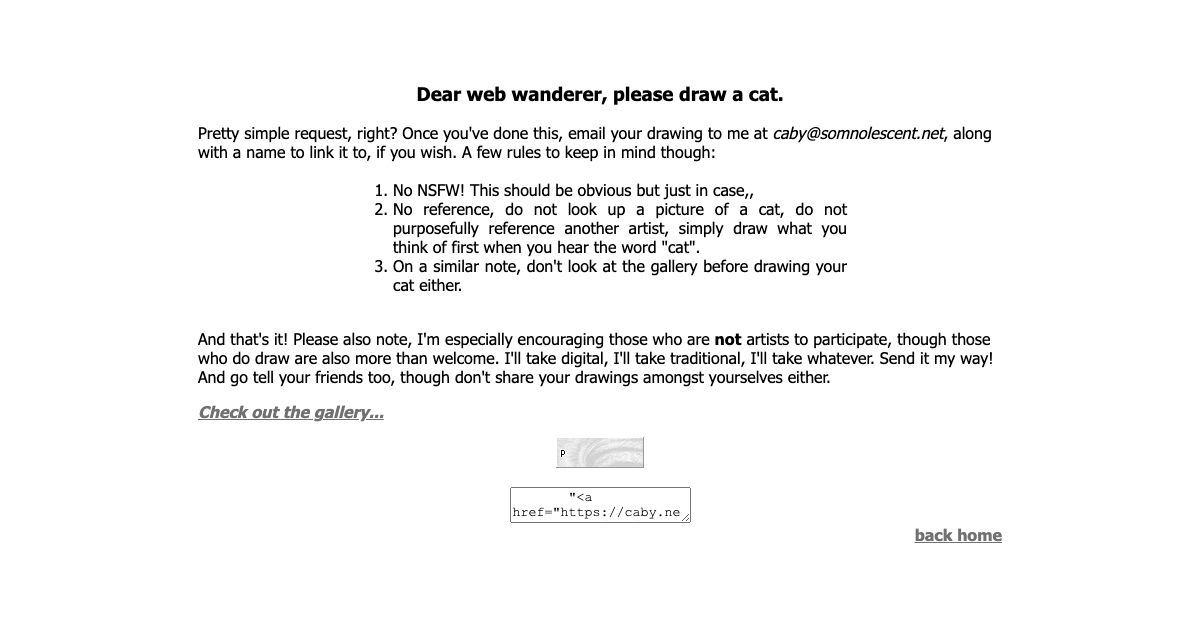 Dear web wanderer, please draw a cat.
Pretty simple request, right? Once you've done this, email your drawing to me at caby@somnolescent.net, along
with a name to link it to, if you wish. A few rules to keep in mind though:
1. No NSFW! This should be obvious but just in case,,
2. No reference, do not look up a picture of a cat, do not
purposefully reference another artist, simply draw what you
think of first when you hear the word "cat".
3. On a similar note, don't look at the gallery before drawing your
cat either.
And that's it! Please also note, I'm especially encouraging those who are not artists to participate, though those
who do draw are also more than welcome. I'll take digital, I'll take traditional, I'll take whatever. Send it my way!
And go tell your friends too, though don't share your drawings amongst yourselves either.
Check out the gallery...
P
"<a
href="https://caby.ne
back home